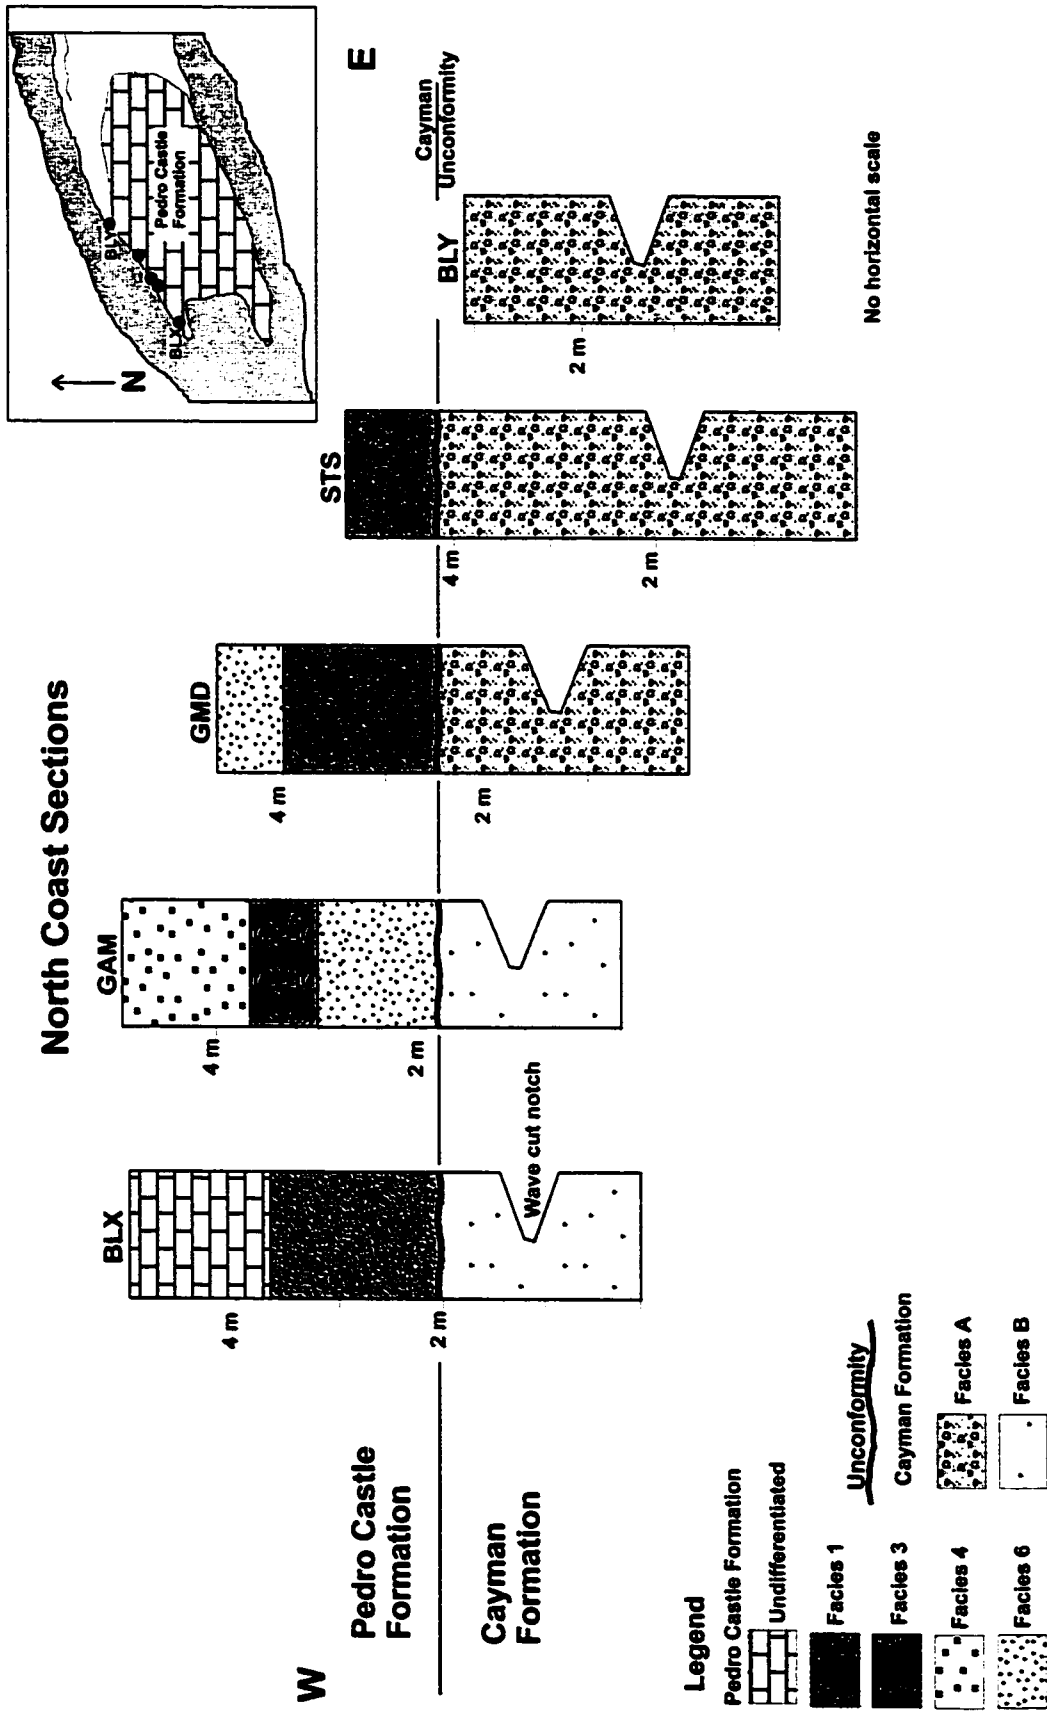 North Coast Sections
W
E
Pedro Castle
Formation
Cayman
Formation
BLX
4 m
2 m
Wave cut notch
GAM
4 m
2 m
GMD
4 m
2 m
STS
4 m
2 m
BLY
2 m
Cayman
Unconformity
No horizontal scale
N
BLX
BLY
Pedro Castle
Formation
Legend
Pedro Castle Formation
Undifferentiated
Facies 1
Facies 3
Facies 4
Facies 6
Unconformity
Cayman Formation
Facies A
Facies B